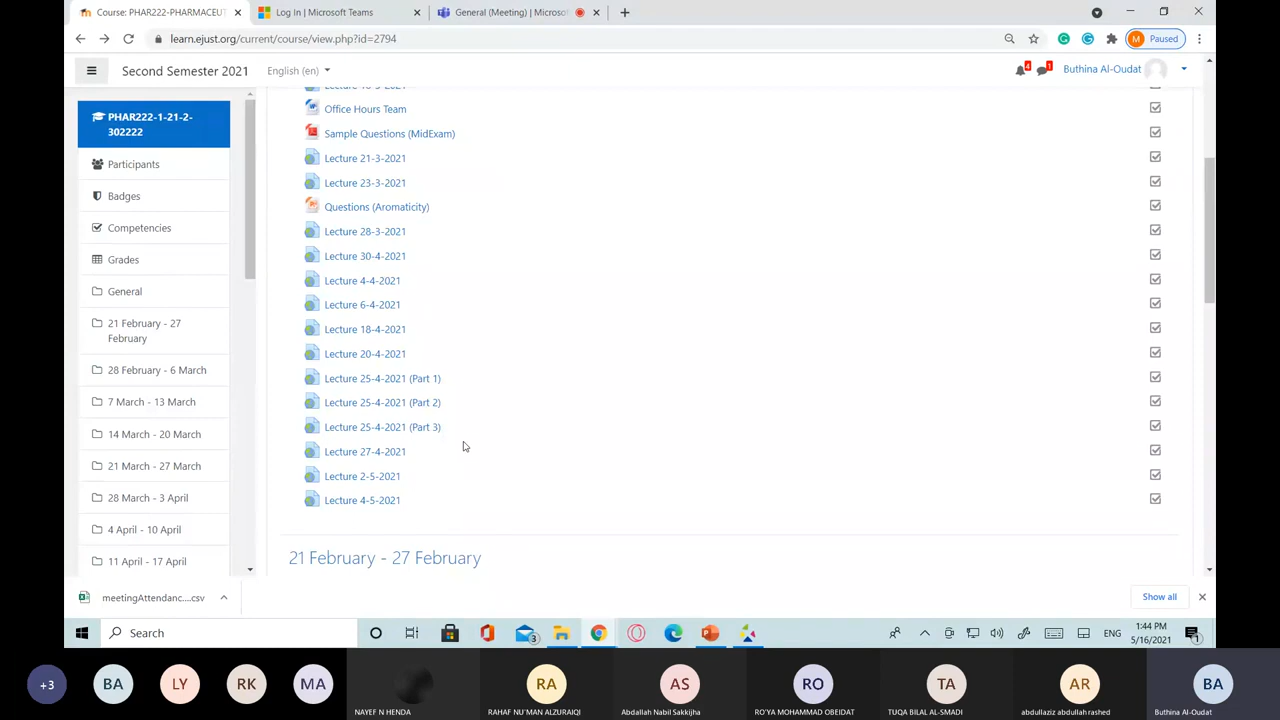 Course: PHAR222-PHARMACEUT
Log In | Microsoft Teams
General (Meeting) | Microso
learn.ejust.org/current/course/view.php?id=2794
M
Paused
Second Semester 2021
English (en)
4
1
Buthina Al-Oudat
PHAR222-1-21-2-
302222
Participants
Badges
Competencies
Grades
General
21 February - 27
February
28 February - 6 March
7 March - 13 March
14 March - 20 March
21 March - 27 March
28 March - 3 April
4 April - 10 April
11 April - 17 April
Office Hours Team
Sample Questions (MidExam)
Lecture 21-3-2021
Lecture 23-3-2021
Questions (Aromaticity)
Lecture 28-3-2021
Lecture 30-4-2021
Lecture 4-4-2021
Lecture 6-4-2021
Lecture 18-4-2021
Lecture 20-4-2021
Lecture 25-4-2021 (Part 1)
Lecture 25-4-2021 (Part 2)
Lecture 25-4-2021 (Part 3)
Lecture 27-4-2021
Lecture 2-5-2021
Lecture 4-5-2021
21 February - 27 February
meetingAttendanc....csv
Show all
Search
3
ENG
1:44 PM
5/16/2021
1
+3
BA
LY
RK
MA
NAYEF N HENDA
RA
RAHAF NU'MAN ALZURAIQI
AS
Abdallah Nabil Sakkijha
RO
RO'YA MOHAMMAD OBEIDAT
TA
TUQA BILAL AL-SMADI
AR
abdullaziz abdullah rashed
BA
Buthina Al-Oudat